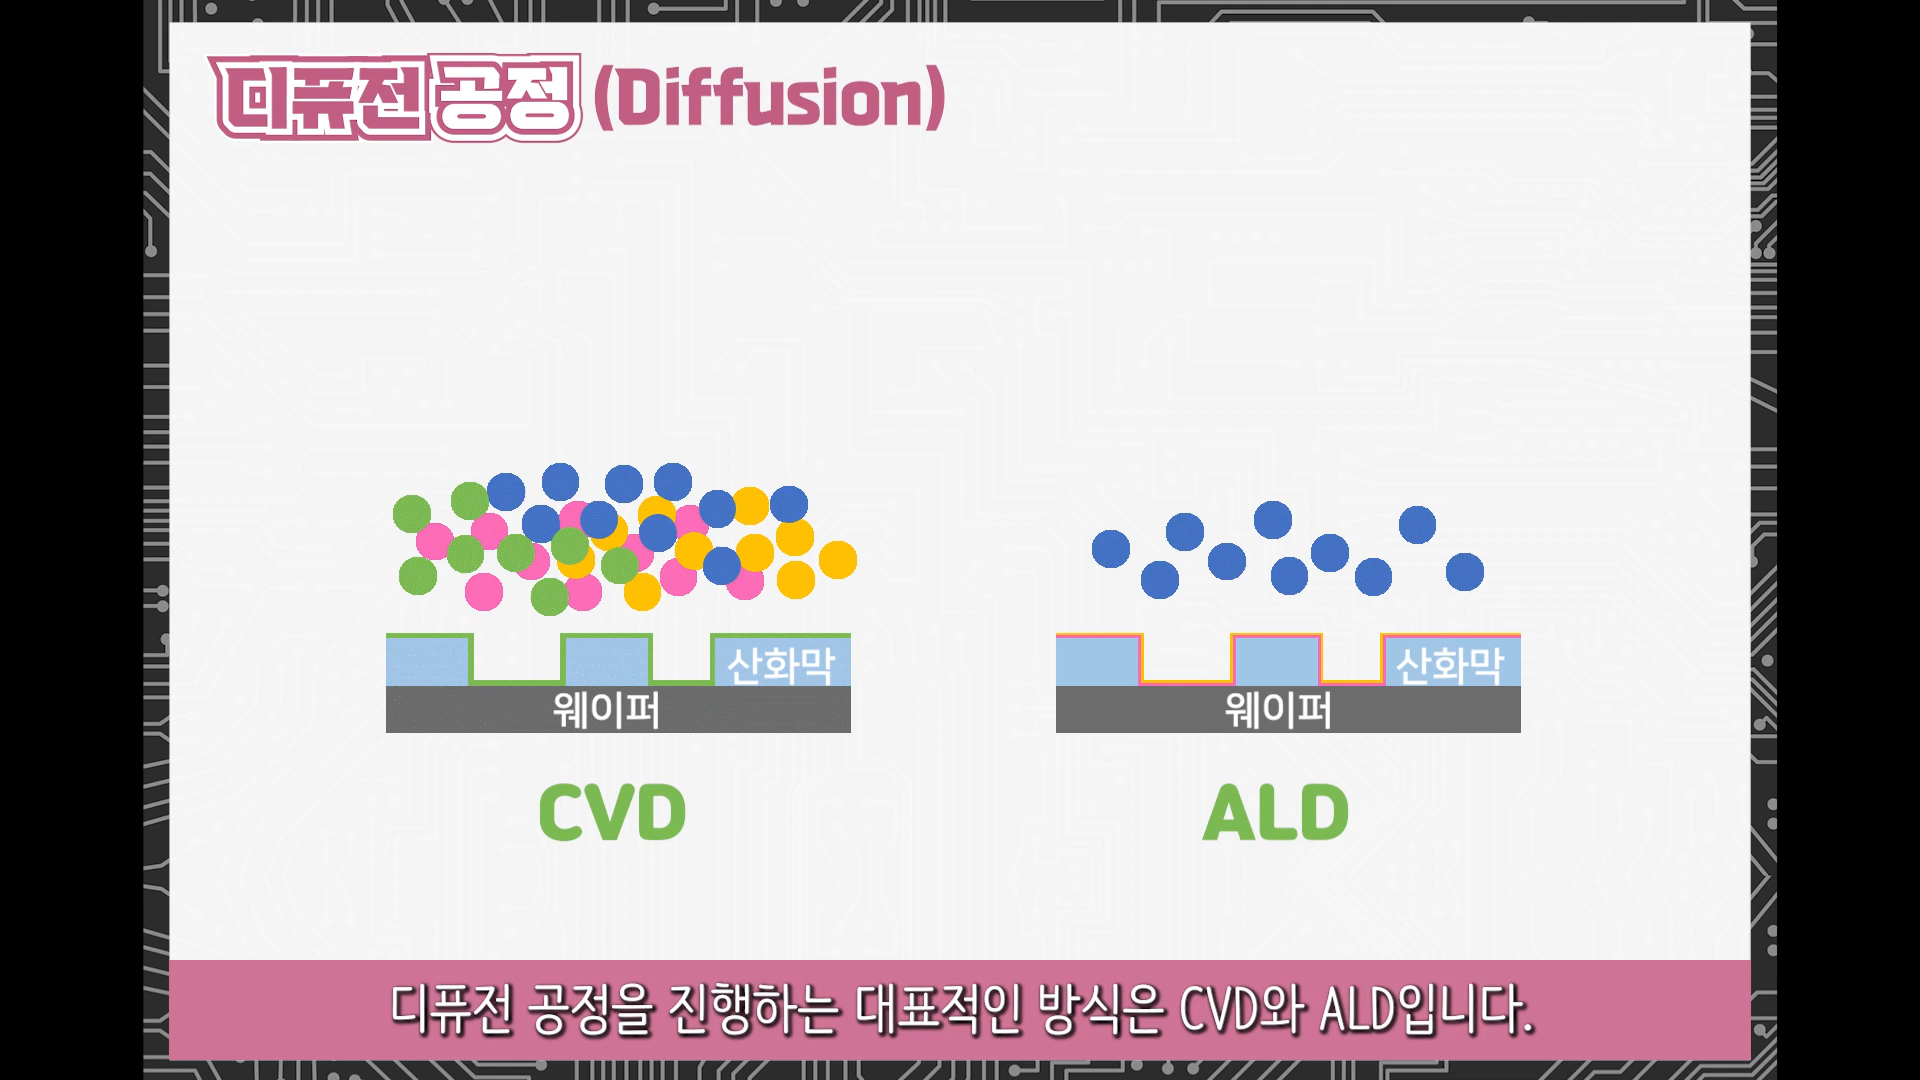 디퓨전 공정 (Diffusion)
산화막
웨이퍼
CVD
산화막
웨이퍼
ALD
디퓨전 공정을 진행하는 대표적인 방식은 CVD와 ALD입니다.